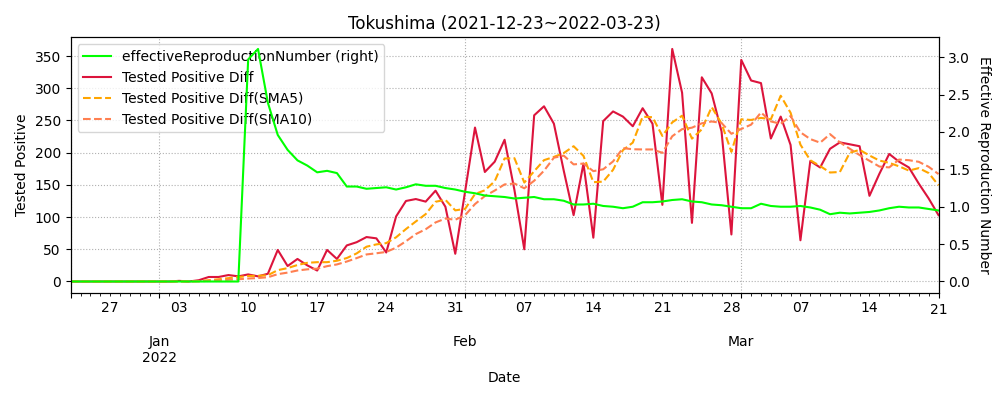 Tokushima (2021-12-23~2022-03-23)
effectiveReproductionNumber (right)
Tested Positive Diff
Tested Positive Diff(SMA5)
Tested Positive Diff(SMA10)
Tested Positive
350
300
250
200
150
100
50
0
3.0
2.5
2.0
1.5
1.0
0.5
0.0
Effective Reproduction Number
27 03 10 17 24 31 07 14 21 28 07 14 21
Jan Feb Mar
2022
Date